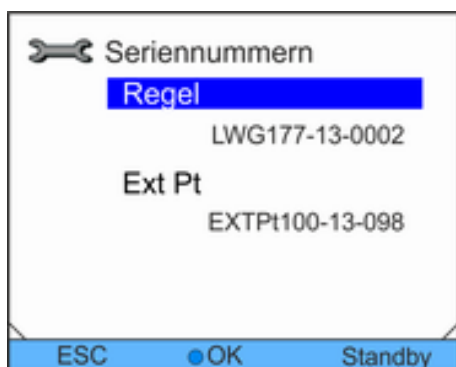 Seriennummern
Regel
LWG177-13-0002
Ext Pt
EXTPt100-13-098
ESC OK Standby